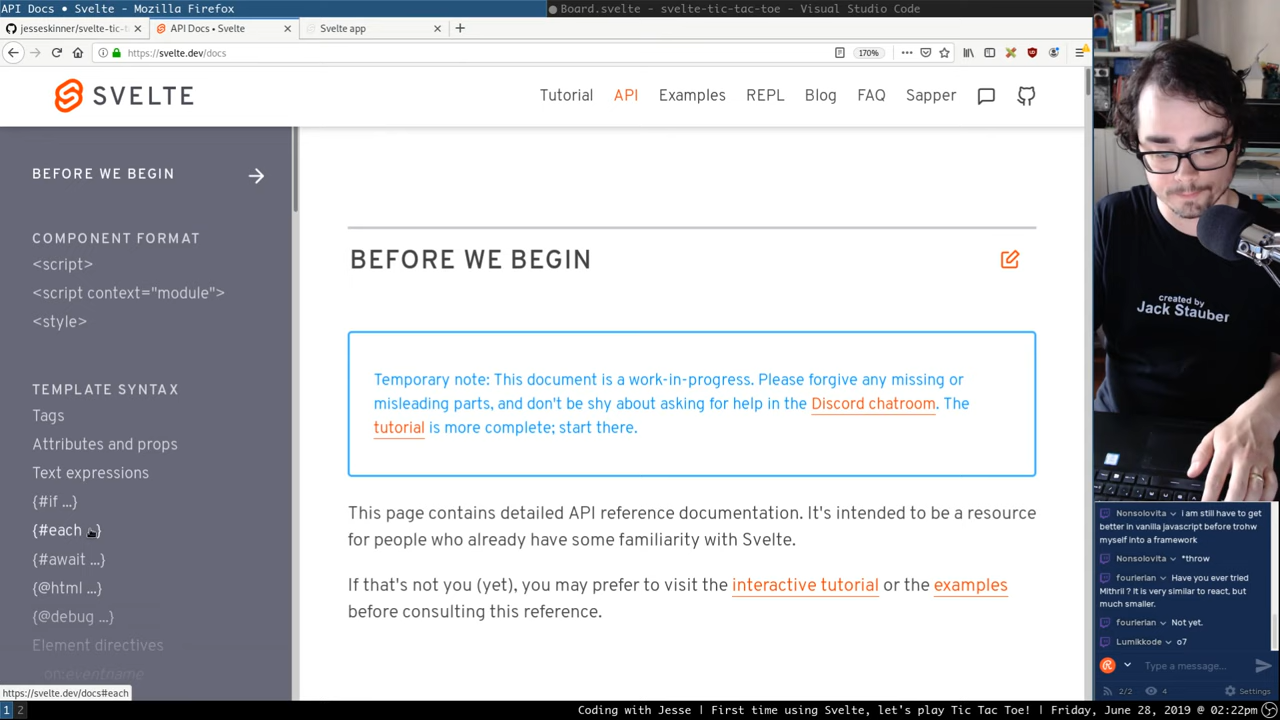 API Docs • Svelte - Mozilla Firefox
Board.svelte - svelte-tic-tac-toe - Visual Studio Code
jesseskinner/svelte-tic-t
API Docs • Svelte
Svelte app
https://svelte.dev/docs
170%
SVELTE
Tutorial
API
Examples
REPL
Blog
FAQ
Sapper
BEFORE WE BEGIN
COMPONENT FORMAT
<script>
<script context="module">
<style>
TEMPLATE SYNTAX
Tags
Attributes and props
Text expressions
{#if ...}
{#each ...}
{#await ...}
{@html ...}
{@debug ...}
Element directives
on:eventname
https://svelte.dev/docs#each
BEFORE WE BEGIN
Temporary note: This document is a work-in-progress. Please forgive any missing or
misleading parts, and don't be shy about asking for help in the Discord chatroom. The
tutorial is more complete; start there.
This page contains detailed API reference documentation. It's intended to be a resource
for people who already have some familiarity with Svelte.
If that's not you (yet), you may prefer to visit the interactive tutorial or the examples
before consulting this reference.
created by
Jack Stauber
Nonsolovita i am still have to get
better in vanilla javascript before trohw
myself into a framework
Nonsolovita *throw
fourierian Have you ever tried
Mithril ? It is very similar to react, but
much smaller.
fourierian Not yet.
Lumikkode o7
Type a message...
2/2
4
Settings
1 2
Coding with Jesse | First time using Svelte, let's play Tic Tac Toe! | Friday, June 28, 2019 @ 02:22pm